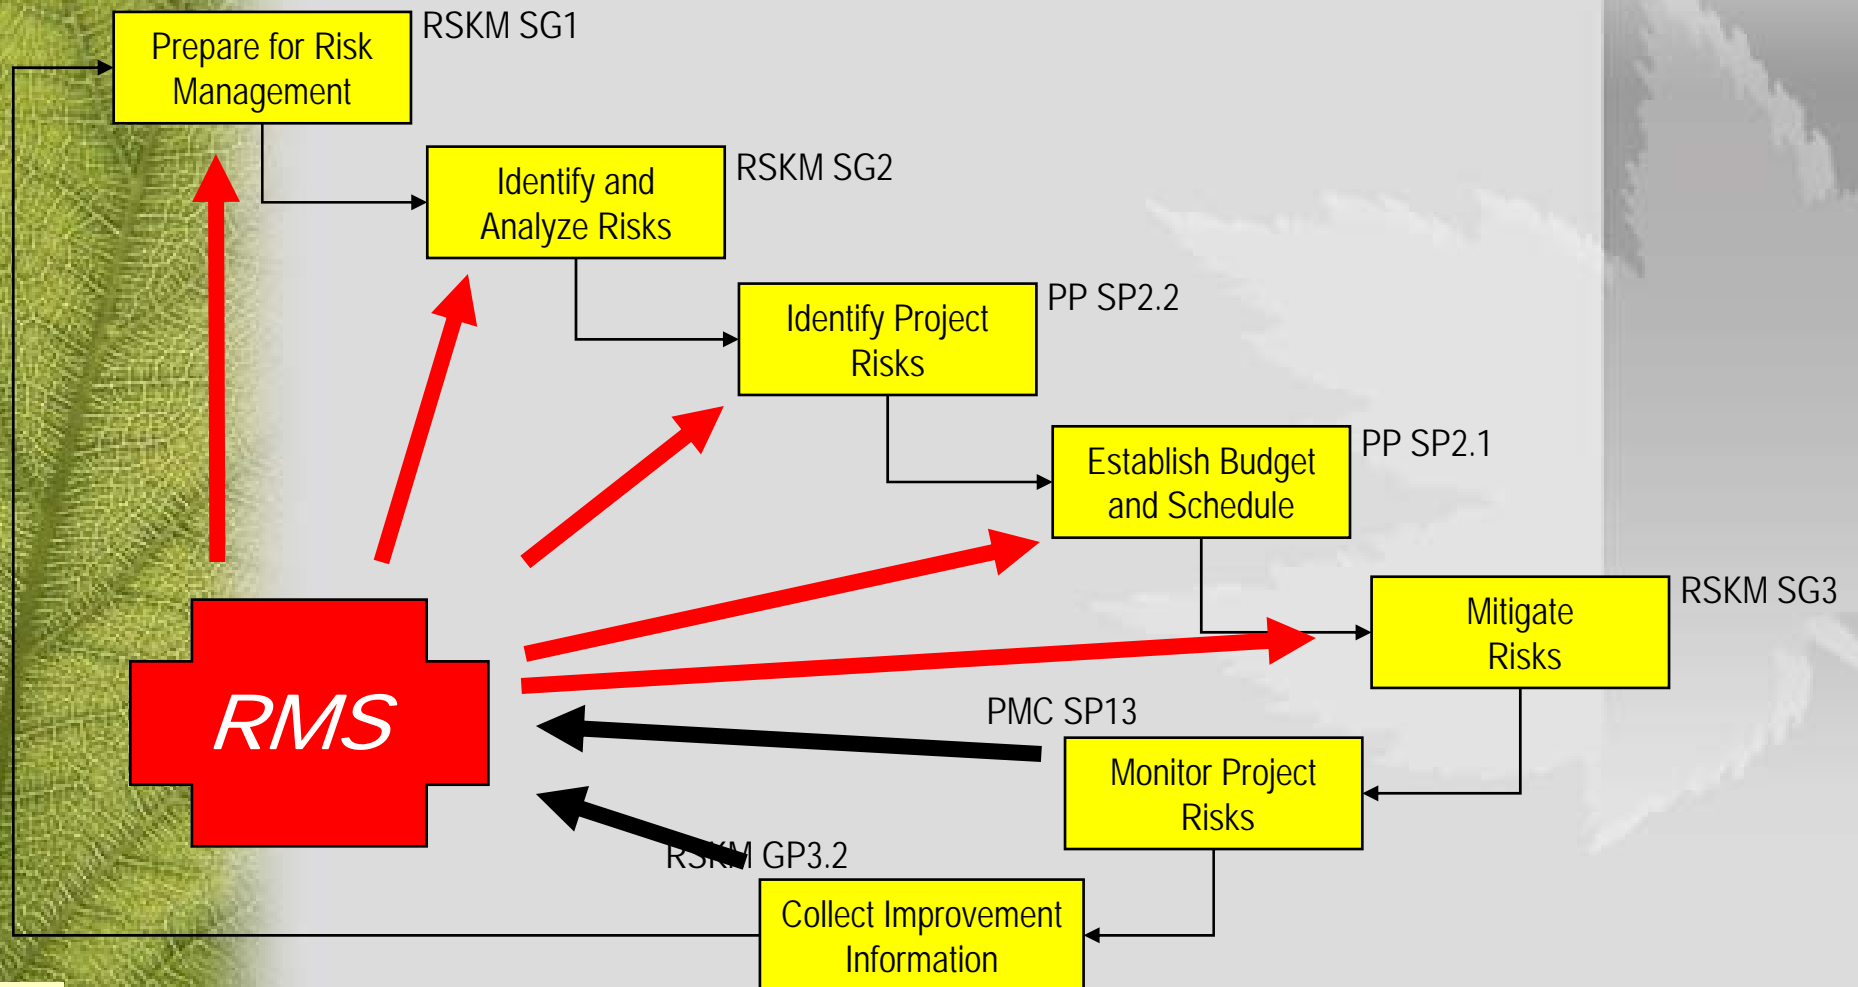 Prepare for Risk
Management
RSKM SG1
Identify and
Analyze Risks
RSKM SG2
Identify Project
Risks
PP SP2.2
Establish Budget
and Schedule
PP SP2.1
Mitigate
Risks
RSKM SG3
RMS
PMC SP13
Monitor Project
Risks
RSKM GP3.2
Collect Improvement
Information